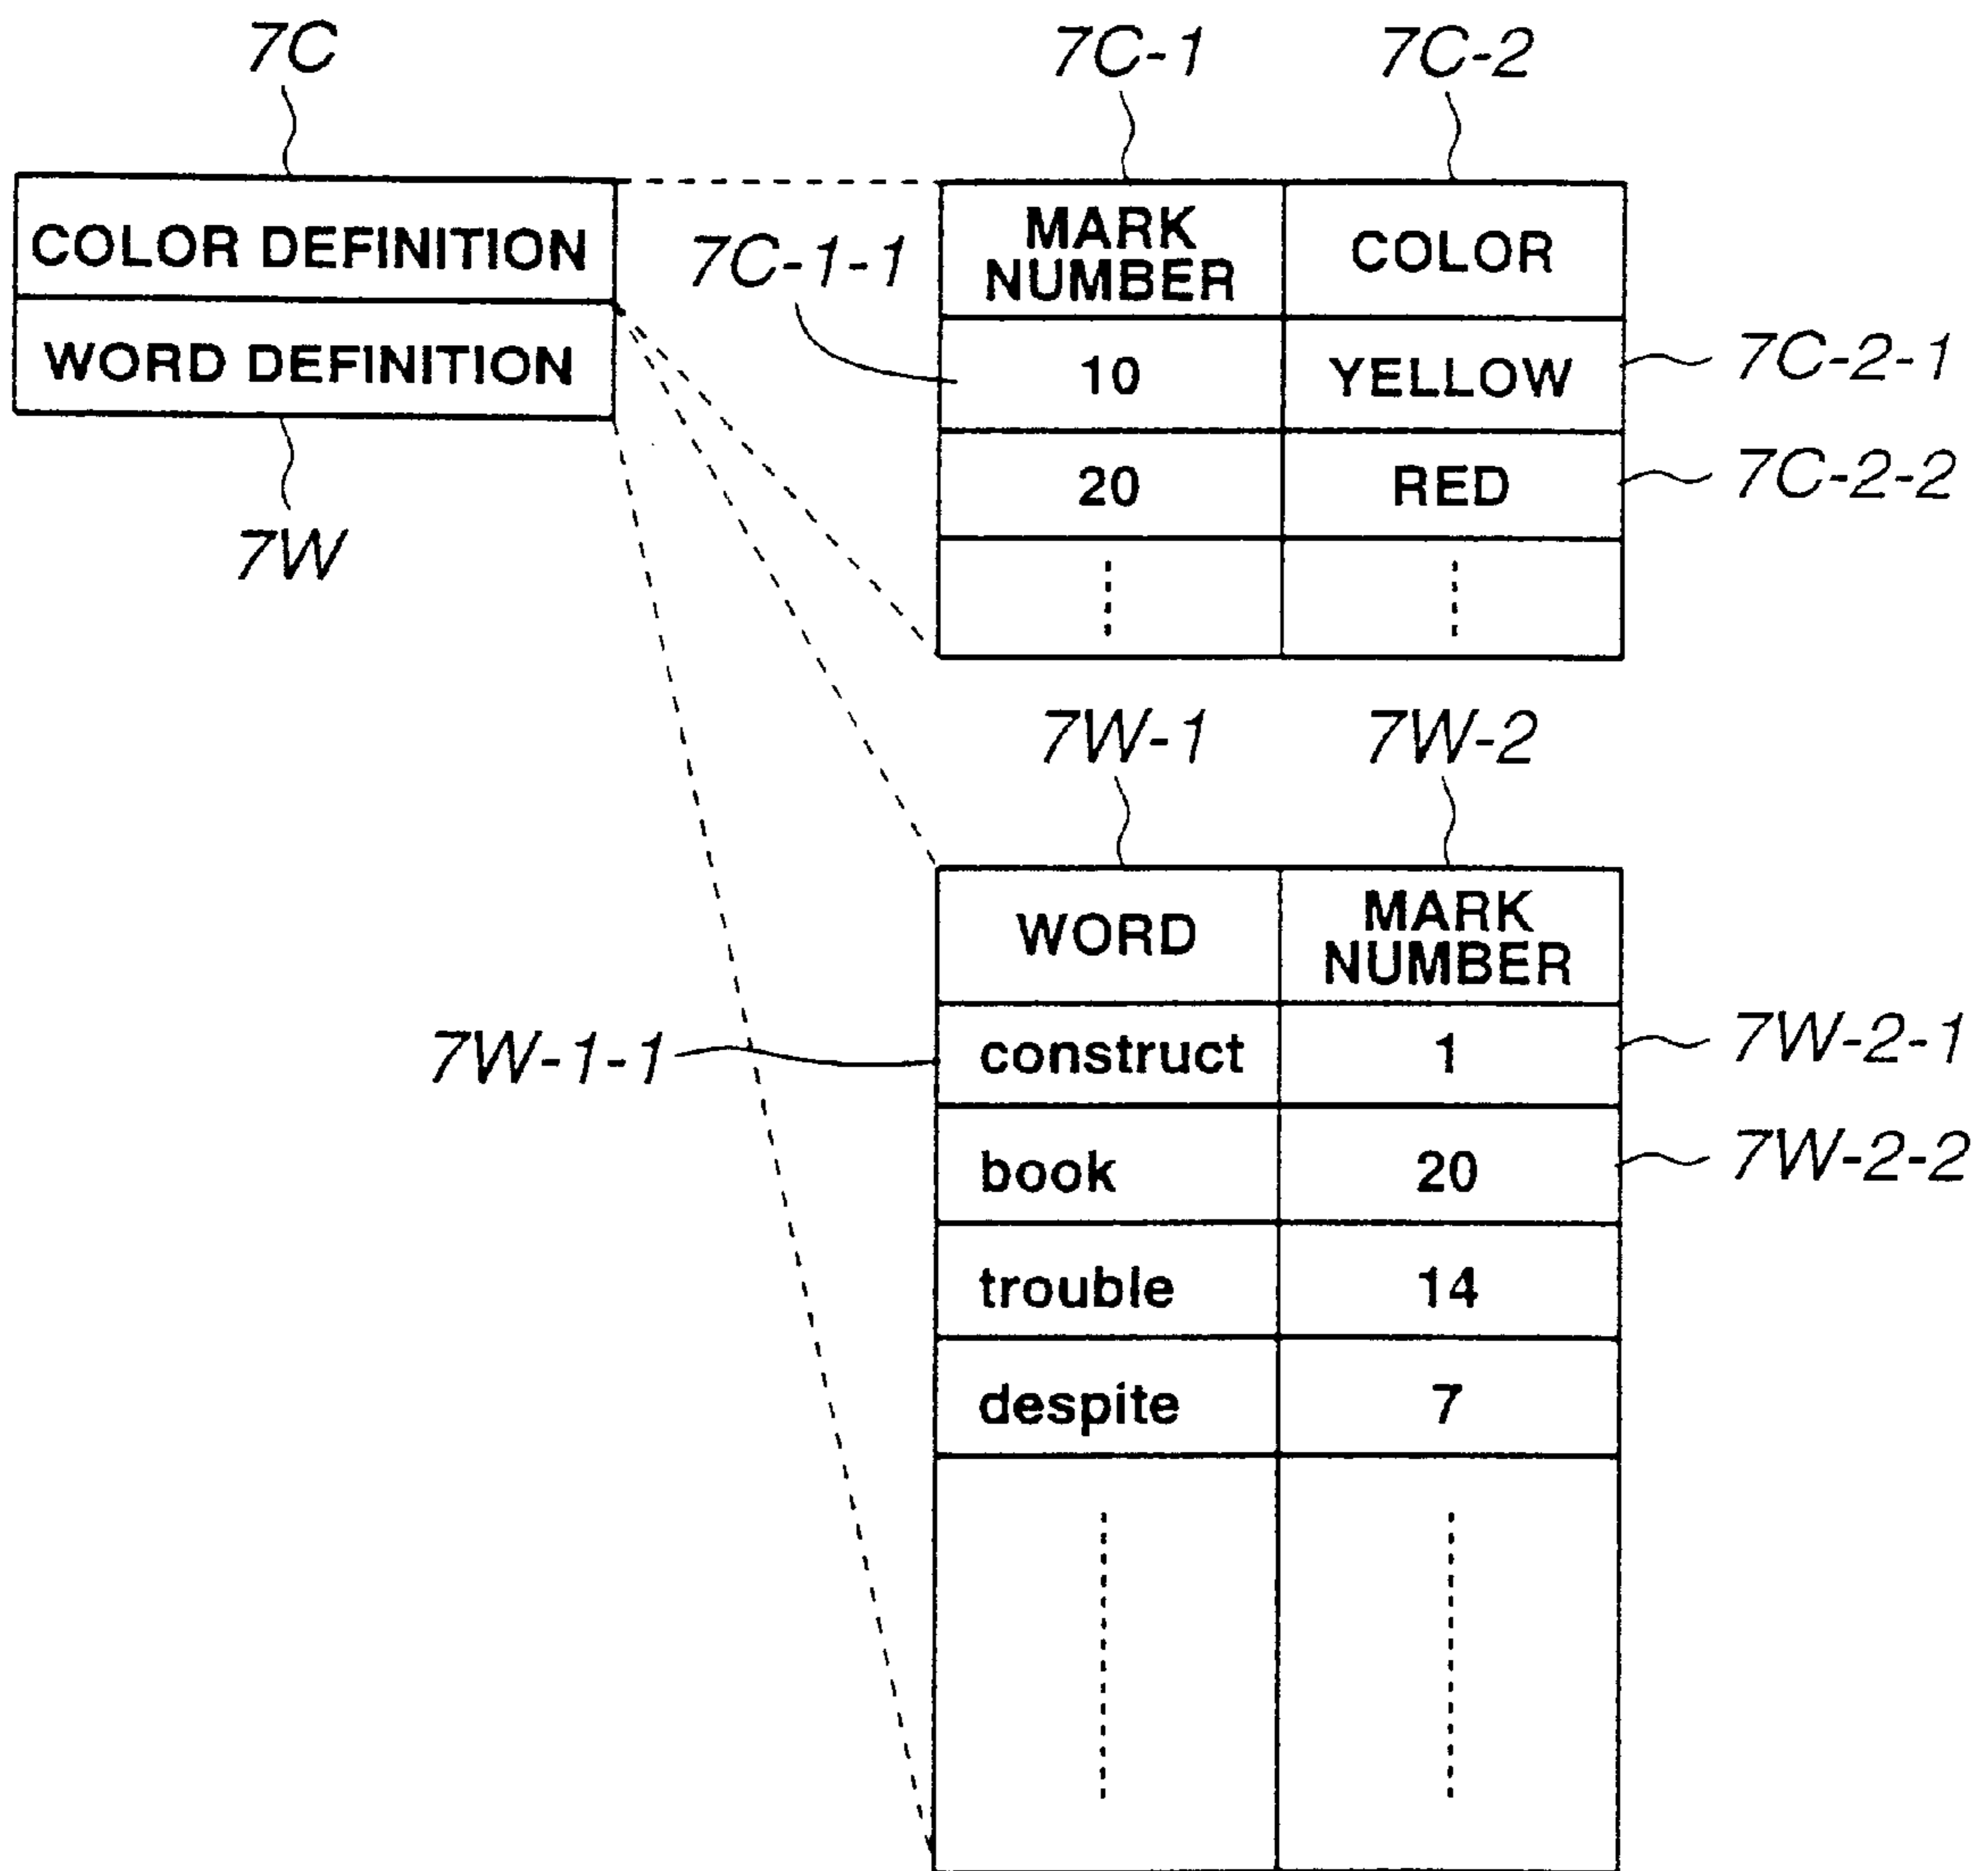 7C
7C-1
7C-2
COLOR DEFINITION
WORD DEFINITION
7W
7C-1-1
MARK NUMBER
COLOR
10
YELLOW
7C-2-1
20
RED
7C-2-2
7W-1
7W-2
WORD
MARK NUMBER
7W-1-1
construct
1
7W-2-1
book
20
7W-2-2
trouble
14
despite
7